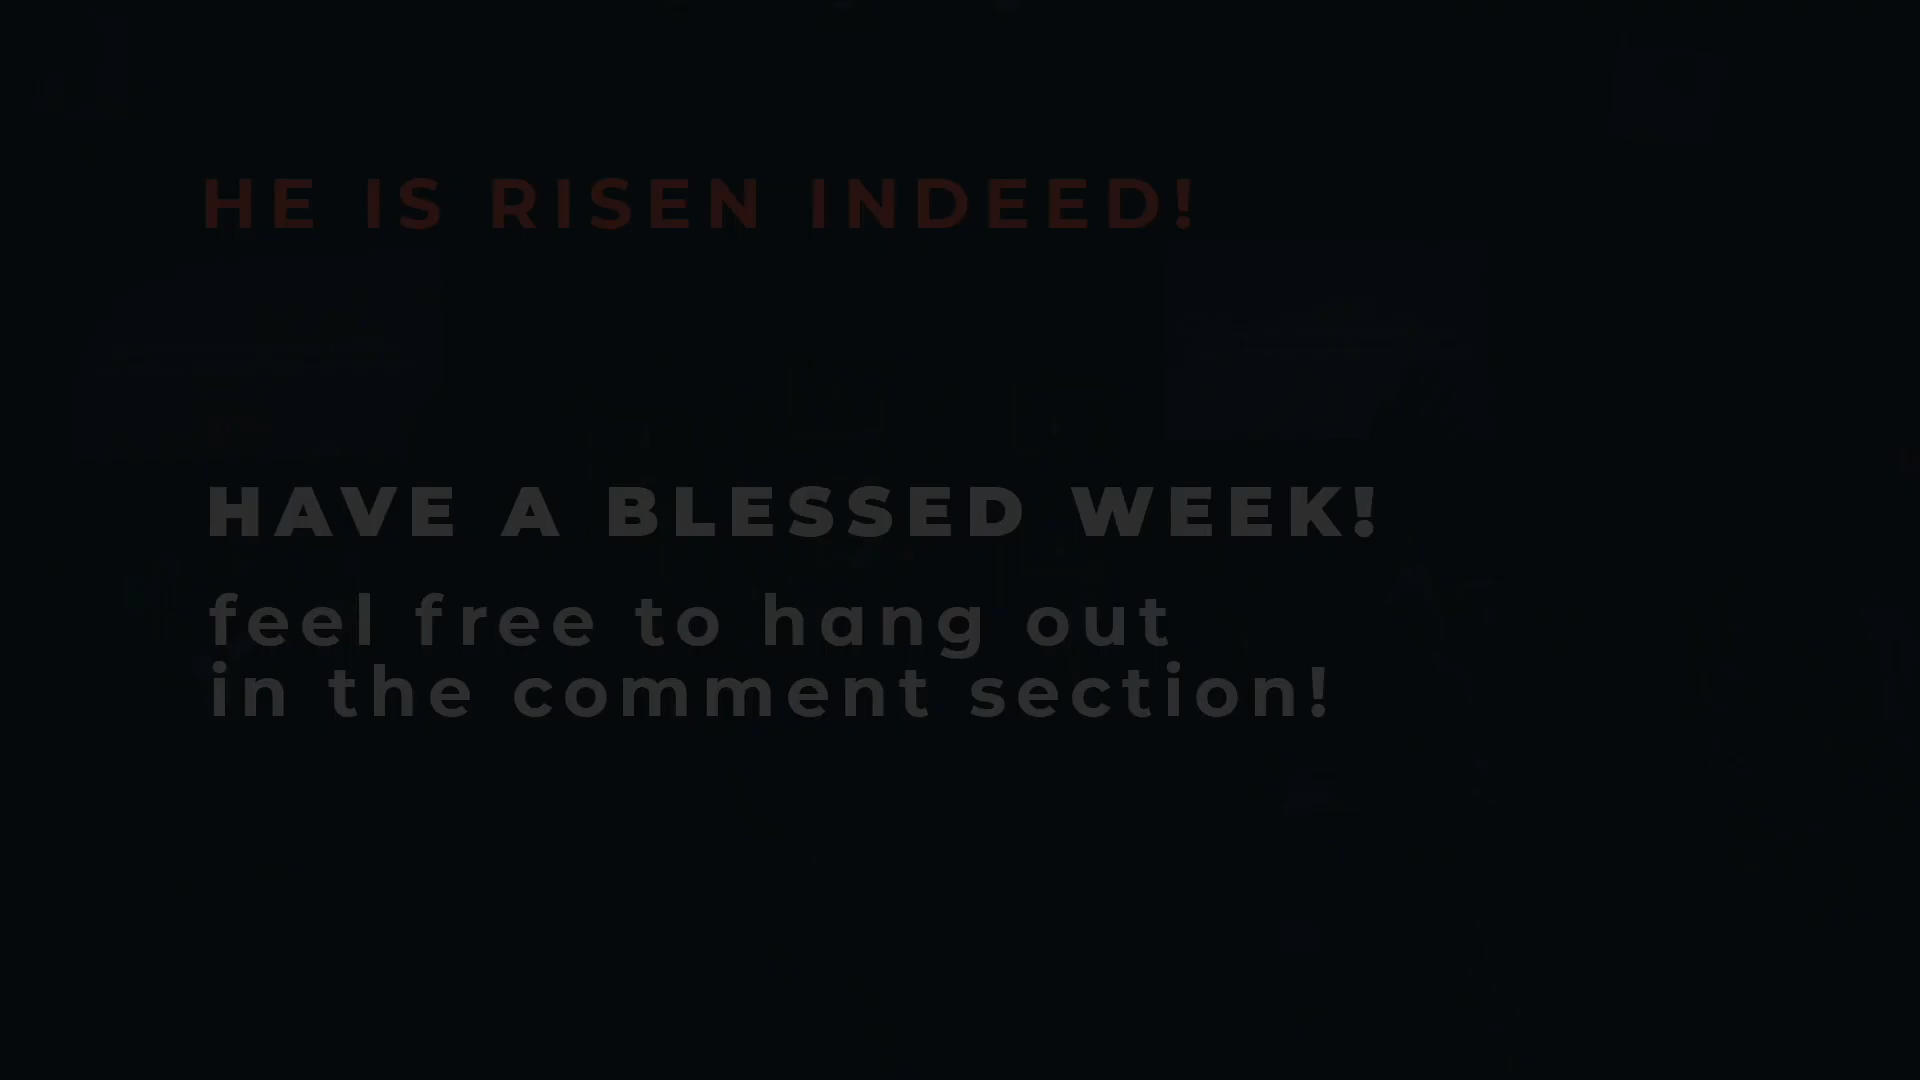 HE IS RISEN INDEED!
HAVE A BLESSED WEEK!
feel free to hang out
in the comment section!